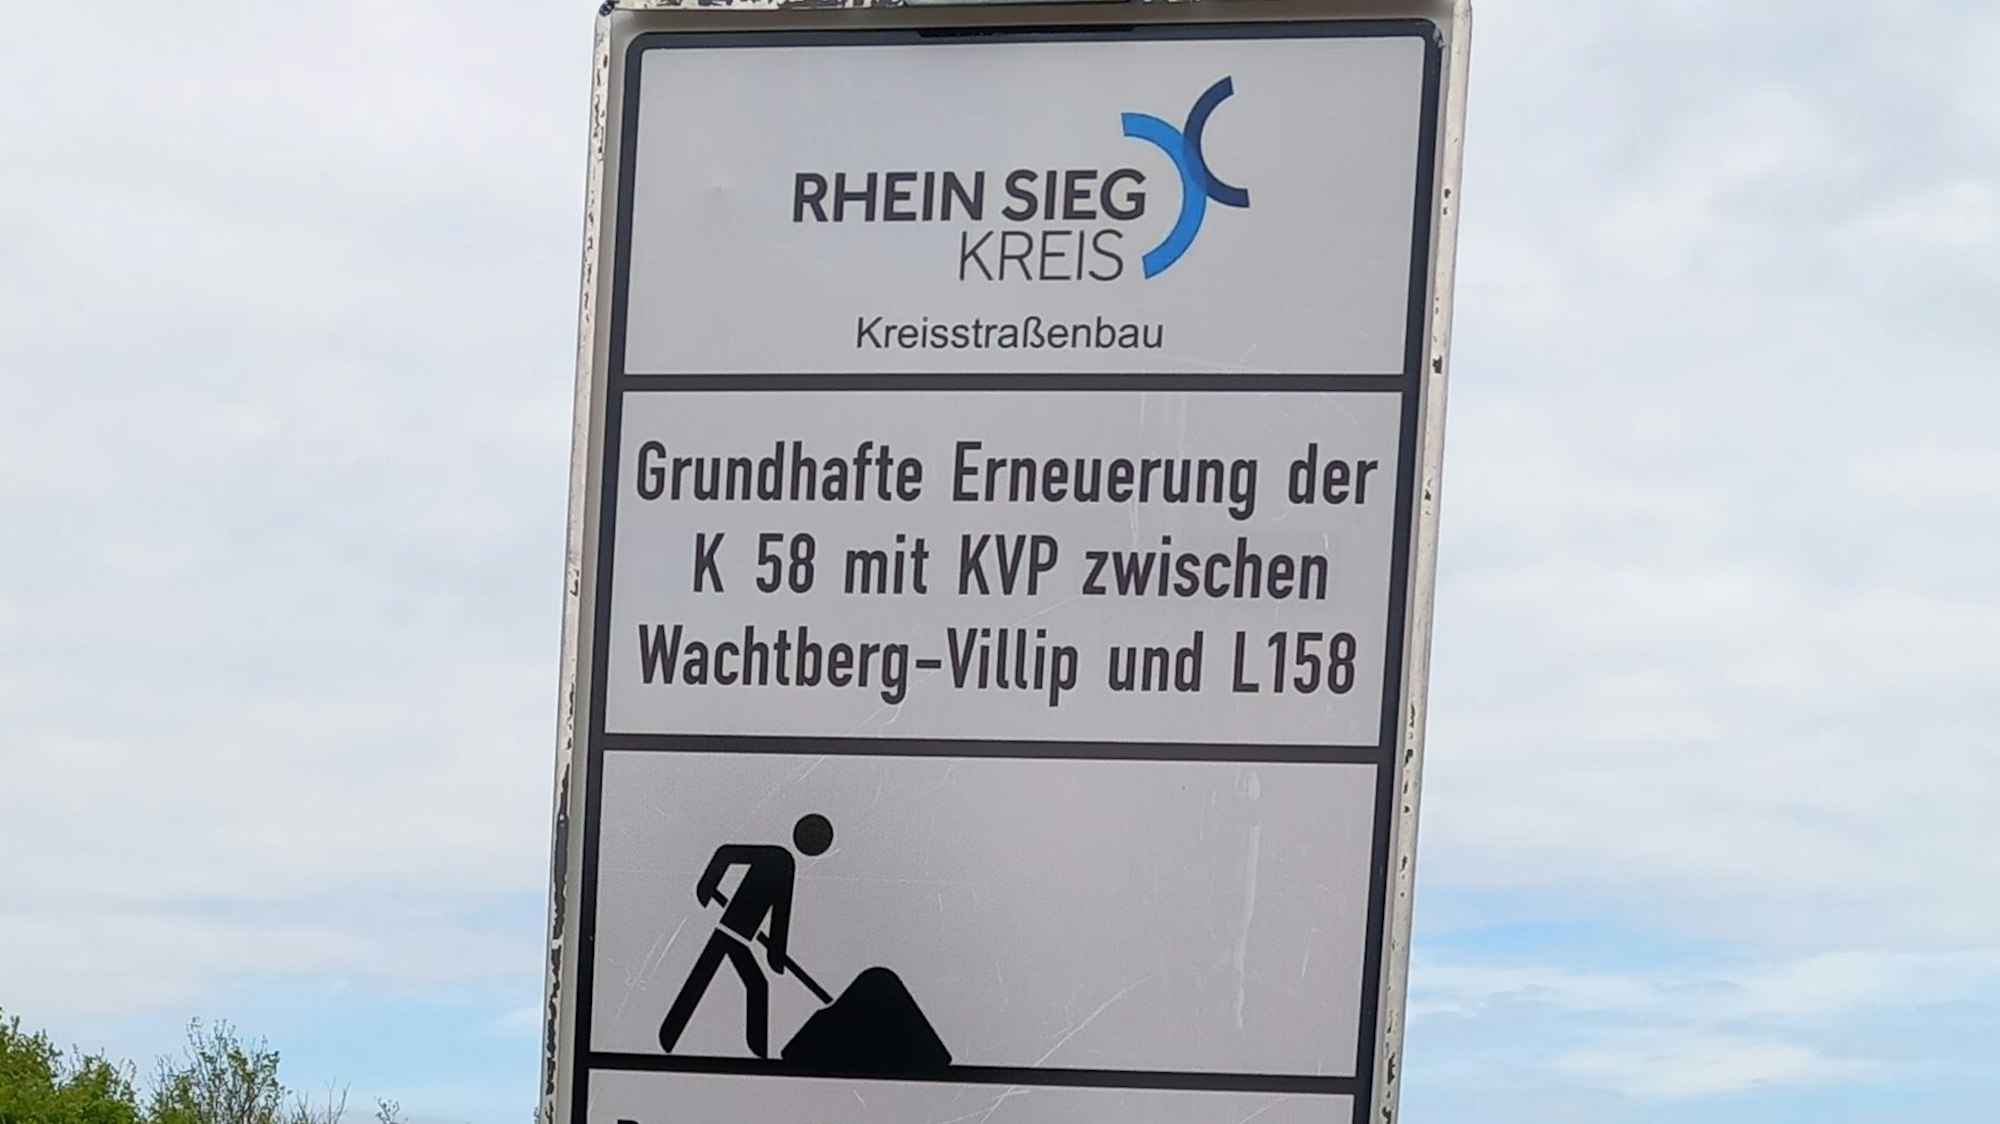 RHEIN SIEG
KREIS
Kreisstraßenbau
Grundhafte Erneuerung der
K 58 mit KVP zwischen
Wachtberg-Villip und L158